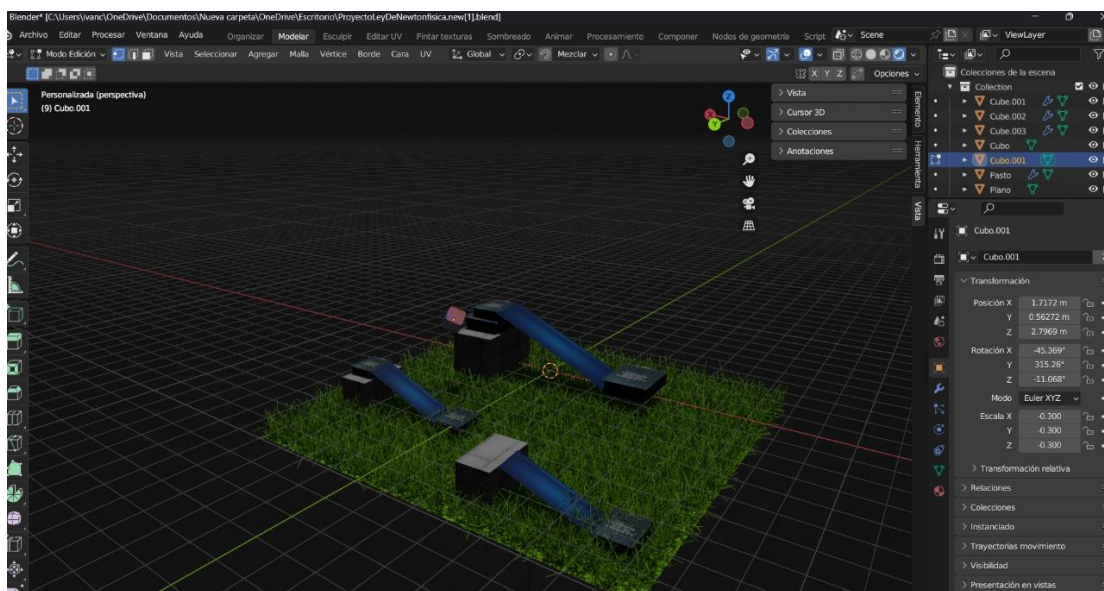 Blender* [C:\Users\ivanc\OneDrive\Documentos\Nueva carpeta\OneDrive\Escritorio\ProyectoLeyDeNewtonfisica.new[1].blend]
Archivo Editar Procesar Ventana Ayuda Organizar Modelar Esculpir Editar UV Pintar texturas Sombreado Animar Procesamiento Componer Nodos de geometría Script Scene ViewLayer
Modo Edición Vista Seleccionar Agregar Malla Vértice Borde Cara UV Global Mezclar
X Y Z Opciones
Personalizada (perspectiva)
(9) Cubo.001
Z
Y
Vista
Cursor 3D
Colecciones
Anotaciones
Elemento
Herramienta
Vista
Colecciones de la escena
Collection
Cube.001
Cube.002
Cube.003
Cubo
Cubo.001
Pasto
Plano
Cubo.001
Cubo.001
Transformación
Posición X 1.7172 m
Y 0.56272 m
Z 2.7969 m
Rotación X -45.369°
Y 315.26°
Z -11.068°
Modo Euler XYZ
Escala X -0.300
Y -0.300
Z -0.300
Transformación relativa
Relaciones
Colecciones
Instanciado
Trayectorias movimiento
Visibilidad
Presentación en vistas